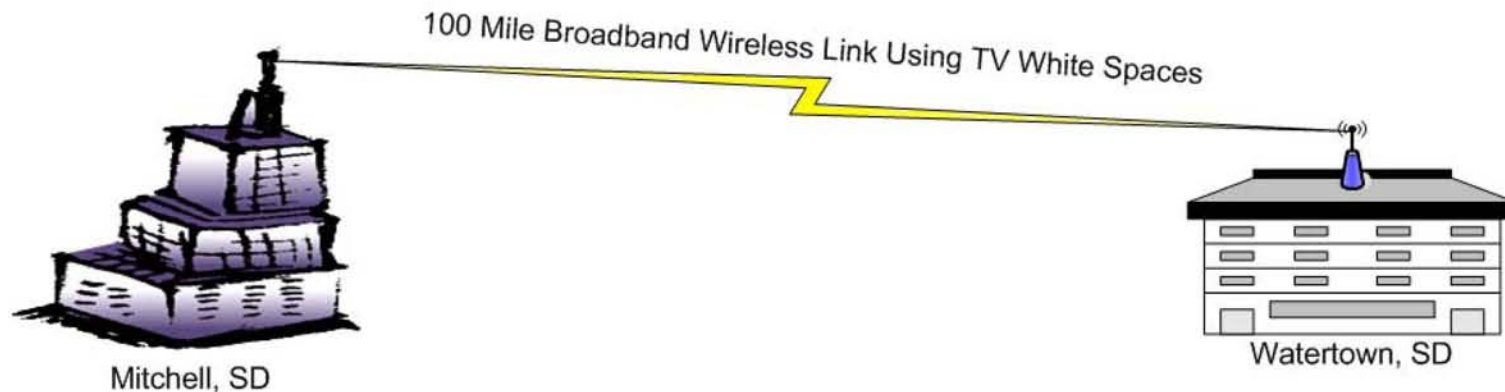 100 Mile Broadband Wireless Link Using TV White Spaces
Mitchell, SD
Watertown, SD